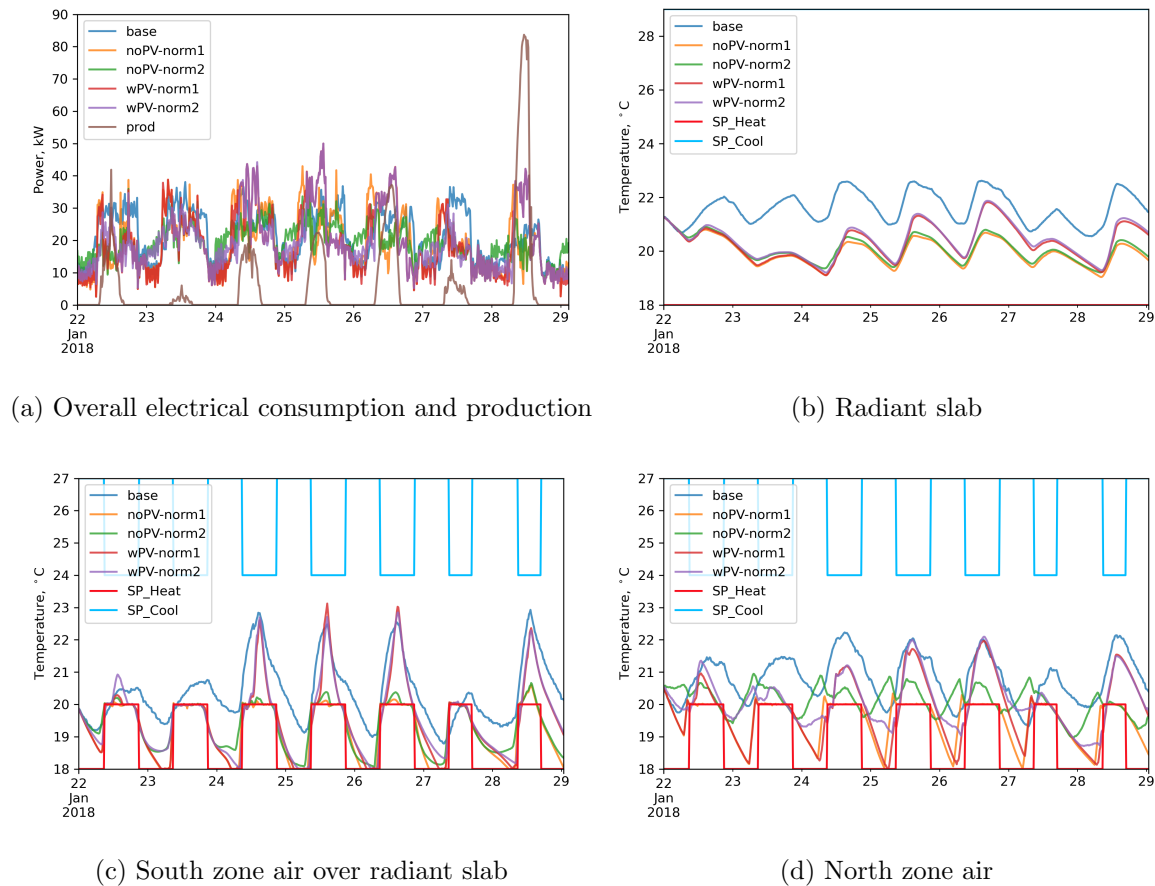 90
80
70
60
50
40
30
20
10
0
Power, kW
base
noPV-norm1
noPV-norm2
wPV-norm1
wPV-norm2
prod
22 23 24 25 26 27 28 29
Jan
2018
(a) Overall electrical consumption and production
28
26
24
22
20
18
Temperature, °C
base
noPV-norm1
noPV-norm2
wPV-norm1
wPV-norm2
SP_Heat
SP_Cool
22 23 24 25 26 27 28 29
Jan
2018
(b) Radiant slab
27
26
25
24
23
22
21
20
19
18
Temperature, °C
base
noPV-norm1
noPV-norm2
wPV-norm1
wPV-norm2
SP_Heat
SP_Cool
22 23 24 25 26 27 28 29
Jan
2018
(c) South zone air over radiant slab
27
26
25
24
23
22
21
20
19
18
Temperature, °C
base
noPV-norm1
noPV-norm2
wPV-norm1
wPV-norm2
SP_Heat
SP_Cool
22 23 24 25 26 27 28 29
Jan
2018
(d) North zone air